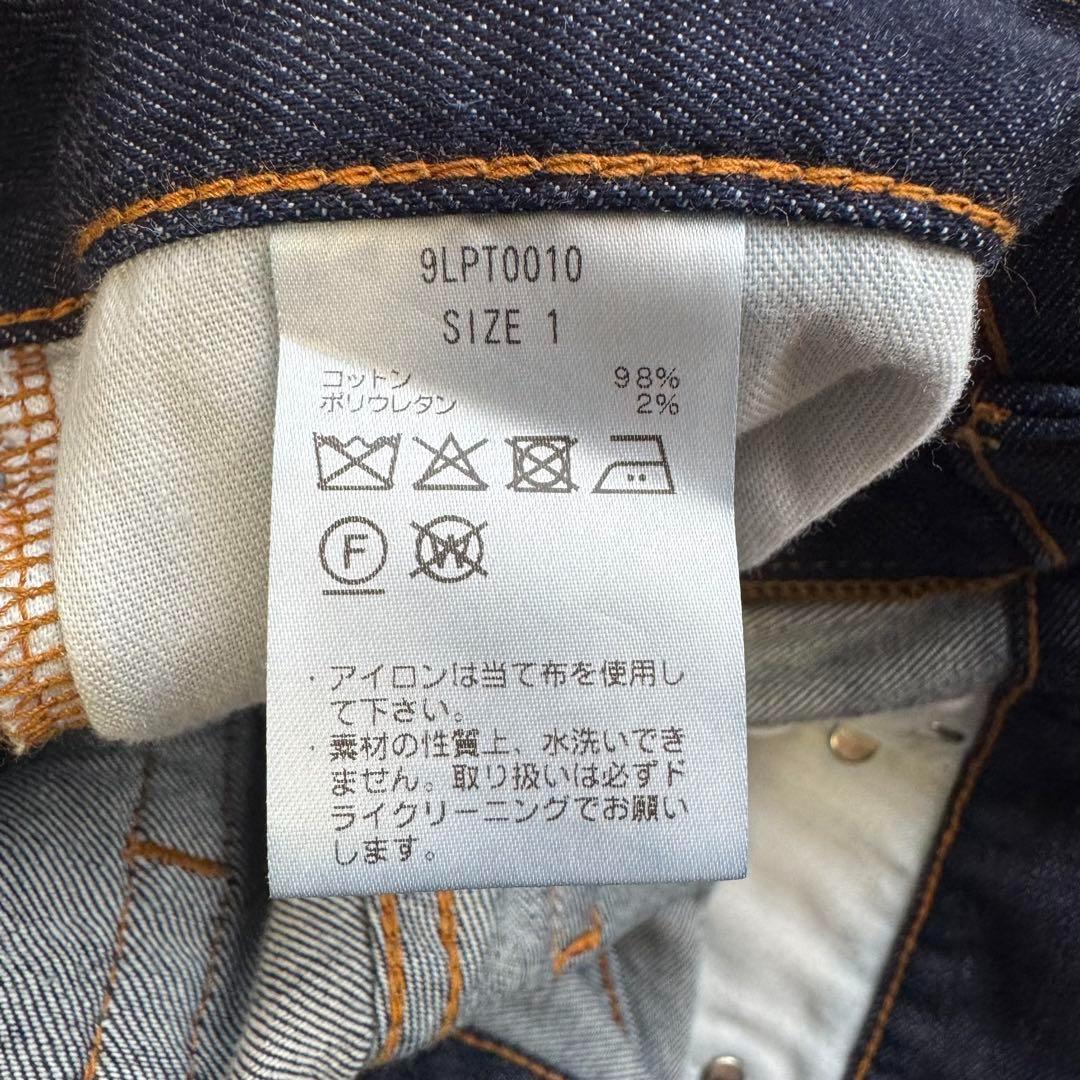 9LPT0010
SIZE 1
コットン 98%
ポリウレタン 2%
F
W
・アイロンは当て布を使用し
て下さい。
・素材の性質上、水洗いでき
ません。取り扱いは必ずド
ライクリーニングでお願い
します。